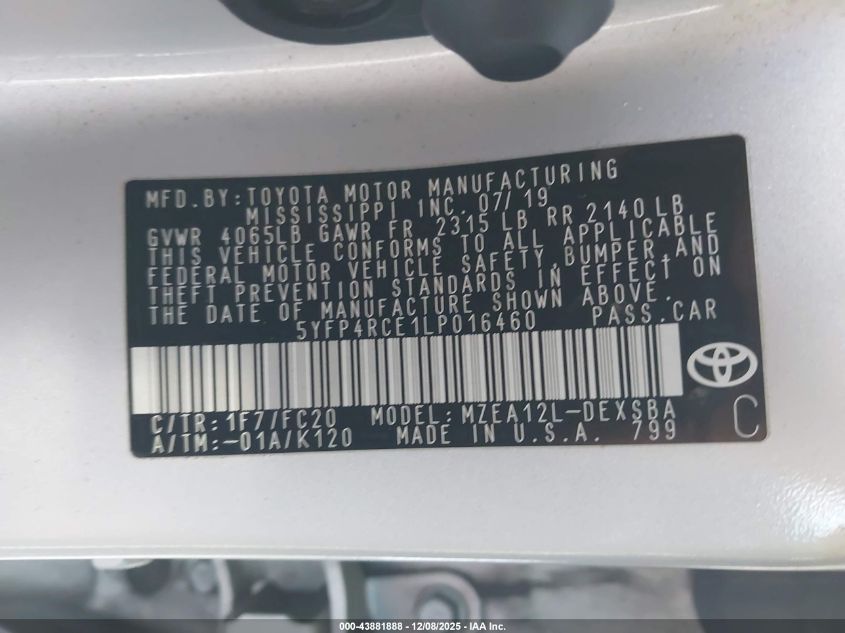 MFD.BY:TOYOTA MOTOR MANUFACTURING
MISSISSIPPI INC. 07/19
GVWR 4065LB GAWR FR 2315 LB RR 2140 LB
THIS VEHICLE CONFORMS TO ALL APPLICABLE
FEDERAL MOTOR VEHICLE SAFETY,BUMPER,AND
THEFT PREVENTION STANDARDS IN EFFECT ON
THE DATE OF MANUFACTURE SHOWN ABOVE.
5YFP4RCE1LP016460 PASS.CAR
C/TR:1F7/FC20 MODEL:MZEA12L-DEXSBA
A/TM:-01A/K120 MADE IN U.S.A. 799
C
000-43881888 • 12/08/2025 - IAA Inc.